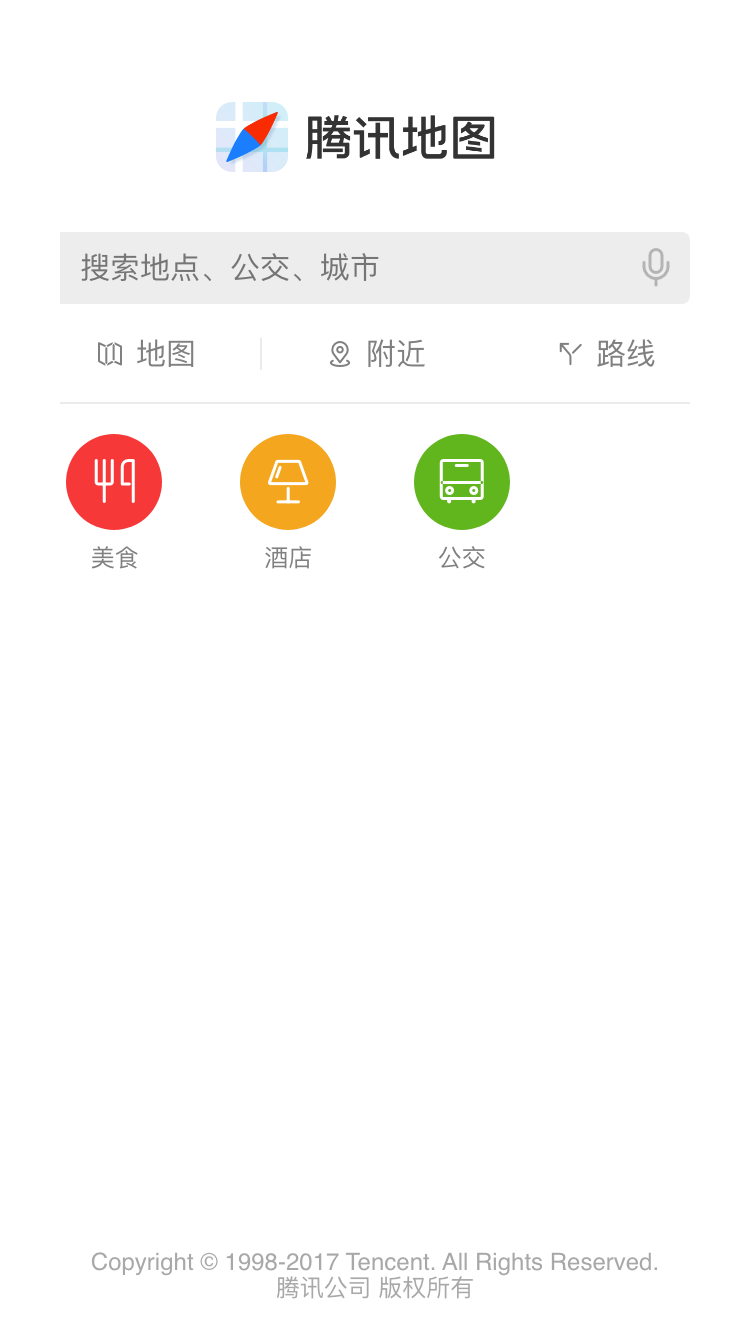 腾讯地图
搜索地点、公交、城市
地图 附近 路线
美食 酒店 公交
Copyright © 1998-2017 Tencent. All Rights Reserved.
腾讯公司 版权所有